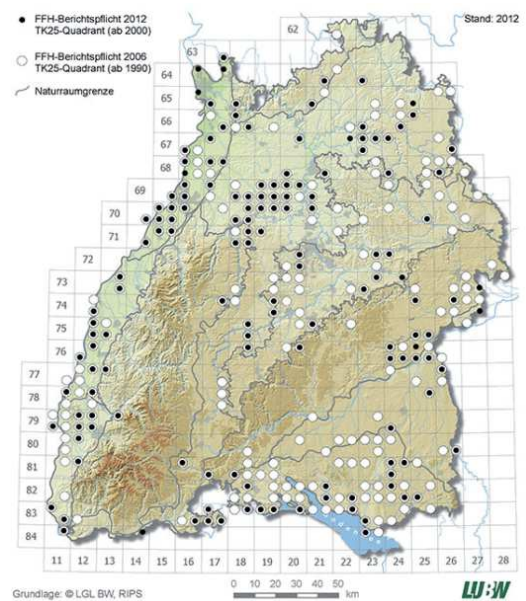 FFH-Berichtspflicht 2012
TK25-Quadrant (ab 2000)
FFH-Berichtspflicht 2006
TK25-Quadrant (ab 1990)
Naturraumgrenze
Stand: 2012
62
63
64
65
66
67
68
69
70
71
72
73
74
75
76
77
78
79
80
81
82
83
84
11 12 13 14 15 16 17 18 19 20 21 22 23 24 25 26 27 28
Grundlage: © LGL BW, RIPS
0 10 20 30 40 50
km
LUBW